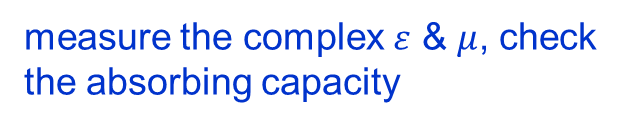 measure the complex 𝜀 & 𝜇, check
the absorbing capacity